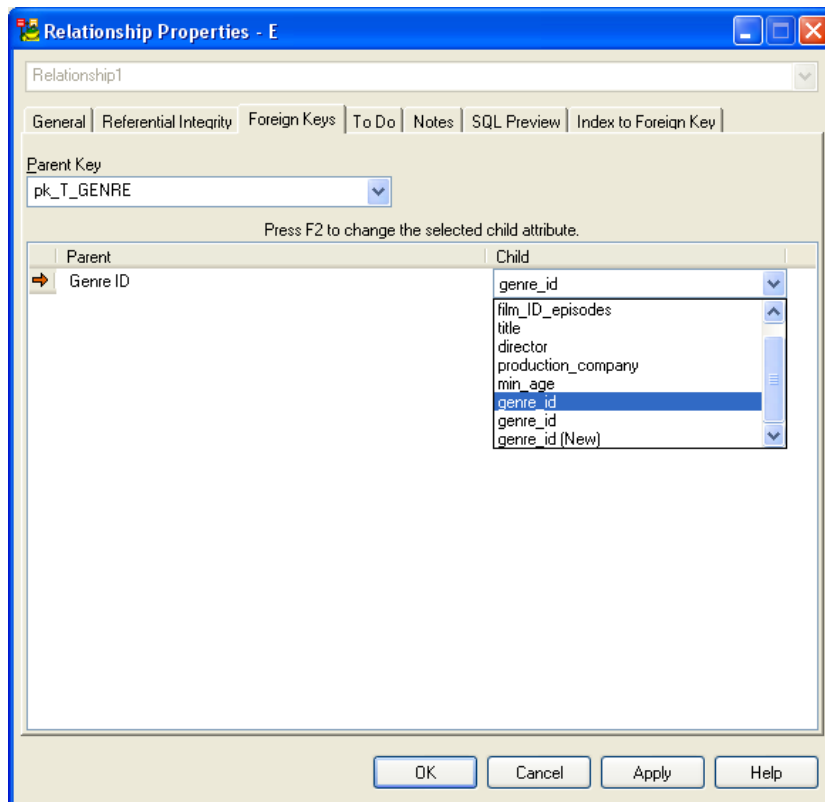 Relationship Properties - E
Relationship1
General Referential Integrity Foreign Keys To Do Notes SQL Preview Index to Foreign Key
Parent Key
pk_T_GENRE
Press F2 to change the selected child attribute.
Parent Child
Genre ID genre_id
film_ID_episodes
title
director
production_company
min_age
genre_id
genre_id
genre_id (New)
OK Cancel Apply Help